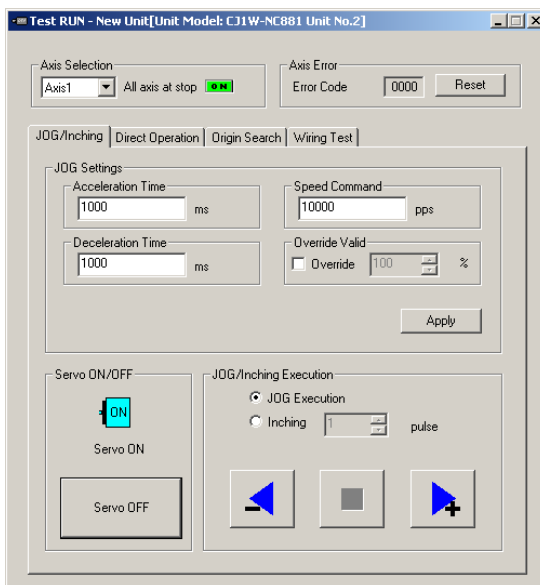 Test RUN - New Unit[Unit Model: CJ1W-NC881 Unit No.2]
Axis Selection
Axis1 All axis at stop ON
Axis Error
Error Code 0000 Reset
JOG/Inching Direct Operation Origin Search Wiring Test
JOG Settings
Acceleration Time
1000 ms
Speed Command
10000 pps
Deceleration Time
1000 ms
Override Valid
Override 100 %
Apply
Servo ON/OFF
ON
Servo ON
Servo OFF
JOG/Inching Execution
JOG Execution
Inching 1 pulse
- +